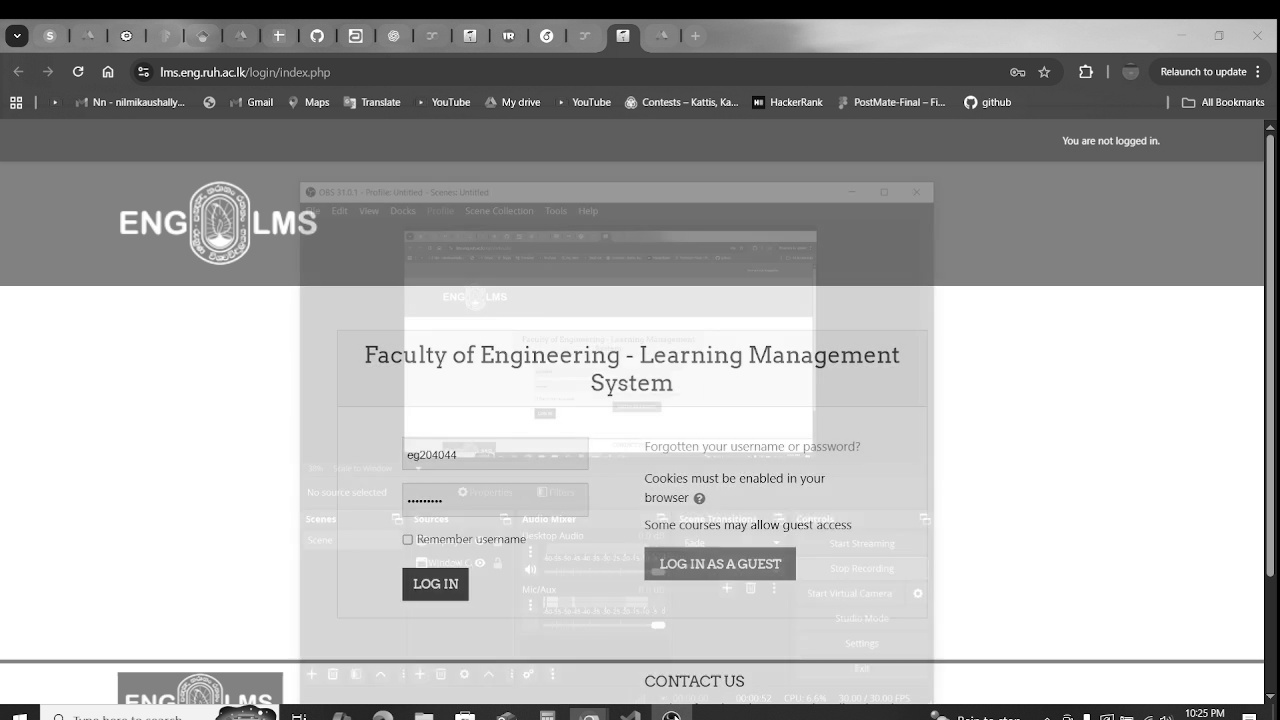 lms.eng.ruh.ac.lk/login/index.php
Relaunch to update
Nn - nilmikaushally...
Gmail
Maps
Translate
YouTube
My drive
YouTube
Contests – Kattis, Ka...
HackerRank
PostMate-Final – Fi...
github
All Bookmarks
You are not logged in.
OBS 31.0.1 - Profile: Untitled - Scenes: Untitled
File Edit View Docks Profile Scene Collection Tools Help
ENG LMS
ENG LMS
Faculty of Engineering - Learning Management
System
eg204044
Forgotten your username or password?
Cookies must be enabled in your
browser
No source selected
Properties
Filters
Scenes
Sources
Audio Mixer
Scene Transitions
Controls
Some courses may allow guest access
Remember username
Scene
Desktop Audio
Fade
Start Streaming
LOG IN AS A GUEST
Stop Recording
LOG IN
Mic/Aux
Start Virtual Camera
Studio Mode
Settings
Exit
CONTACT US
ENG LMS
00:00:52
CPU: 6.6%
30.00 / 30.00 FPS
Type here to search
10:25 PM